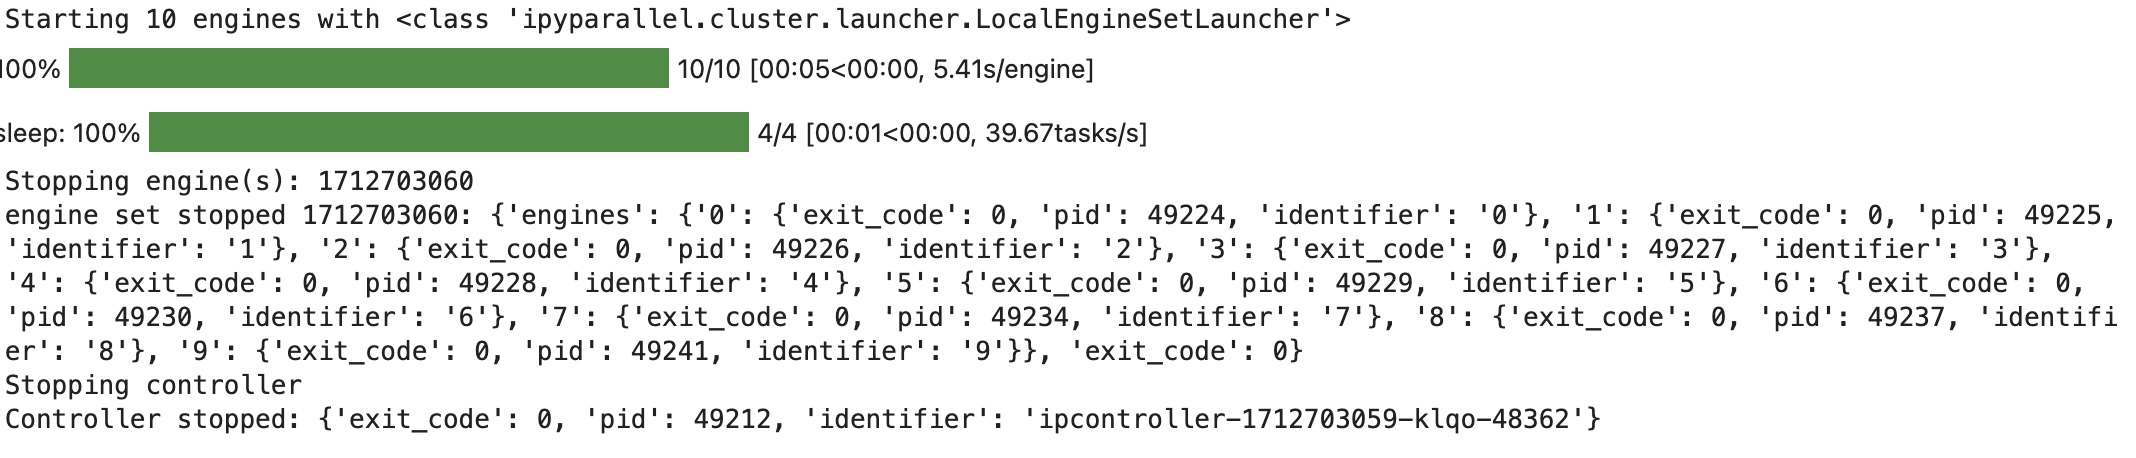 Starting 10 engines with <class 'ipyparallel.cluster.launcher.LocalEngineSetLauncher'>
100% 10/10 [00:05<00:00, 5.41s/engine]
sleep: 100% 4/4 [00:01<00:00, 39.67tasks/s]
Stopping engine(s): 1712703060
engine set stopped 1712703060: {'engines': {'0': {'exit_code': 0, 'pid': 49224, 'identifier': '0'}, '1': {'exit_code': 0, 'pid': 49225,
'identifier': '1'}, '2': {'exit_code': 0, 'pid': 49226, 'identifier': '2'}, '3': {'exit_code': 0, 'pid': 49227, 'identifier': '3'},
'4': {'exit_code': 0, 'pid': 49228, 'identifier': '4'}, '5': {'exit_code': 0, 'pid': 49229, 'identifier': '5'}, '6': {'exit_code': 0,
'pid': 49230, 'identifier': '6'}, '7': {'exit_code': 0, 'pid': 49234, 'identifier': '7'}, '8': {'exit_code': 0, 'pid': 49237, 'identifi
er': '8'}, '9': {'exit_code': 0, 'pid': 49241, 'identifier': '9'}}, 'exit_code': 0}
Stopping controller
Controller stopped: {'exit_code': 0, 'pid': 49212, 'identifier': 'ipcontroller-1712703059-klqo-48362'}